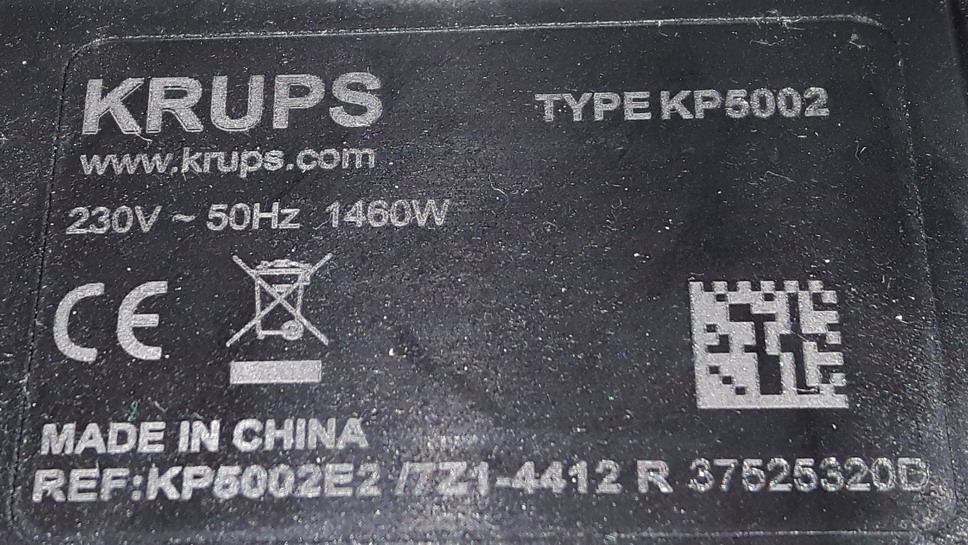 KRUPS
TYPE KP5002
www.krups.com
230V ~ 50Hz 1460W
CE
MADE IN CHINA
REF:KP5002E2 /7Z1-4412 R 37525320D